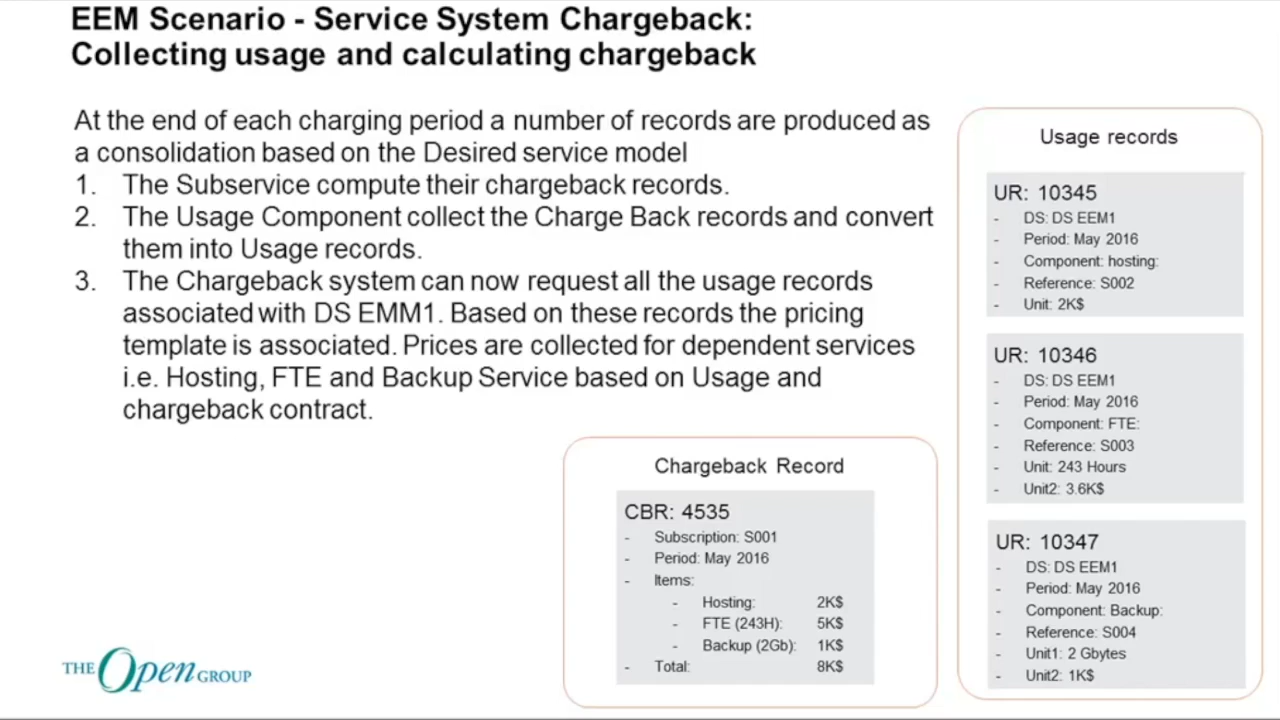 EEM Scenario - Service System Chargeback:
Collecting usage and calculating chargeback
At the end of each charging period a number of records are produced as
a consolidation based on the Desired service model
1. The Subservice compute their chargeback records.
2. The Usage Component collect the Charge Back records and convert
them into Usage records.
3. The Chargeback system can now request all the usage records
associated with DS EMM1. Based on these records the pricing
template is associated. Prices are collected for dependent services
i.e. Hosting, FTE and Backup Service based on Usage and
chargeback contract.
Chargeback Record
CBR: 4535
- Subscription: S001
- Period: May 2016
- Items:
- Hosting: 2K$
- FTE (243H): 5K$
- Backup (2Gb): 1K$
- Total: 8K$
Usage records
UR: 10345
- DS: DS EEM1
- Period: May 2016
- Component: hosting:
- Reference: S002
- Unit: 2K$
UR: 10346
- DS: DS EEM1
- Period: May 2016
- Component: FTE:
- Reference: S003
- Unit: 243 Hours
- Unit2: 3.6K$
UR: 10347
- DS: DS EEM1
- Period: May 2016
- Component: Backup:
- Reference: S004
- Unit1: 2 Gbytes
- Unit2: 1K$
THE Open GROUP